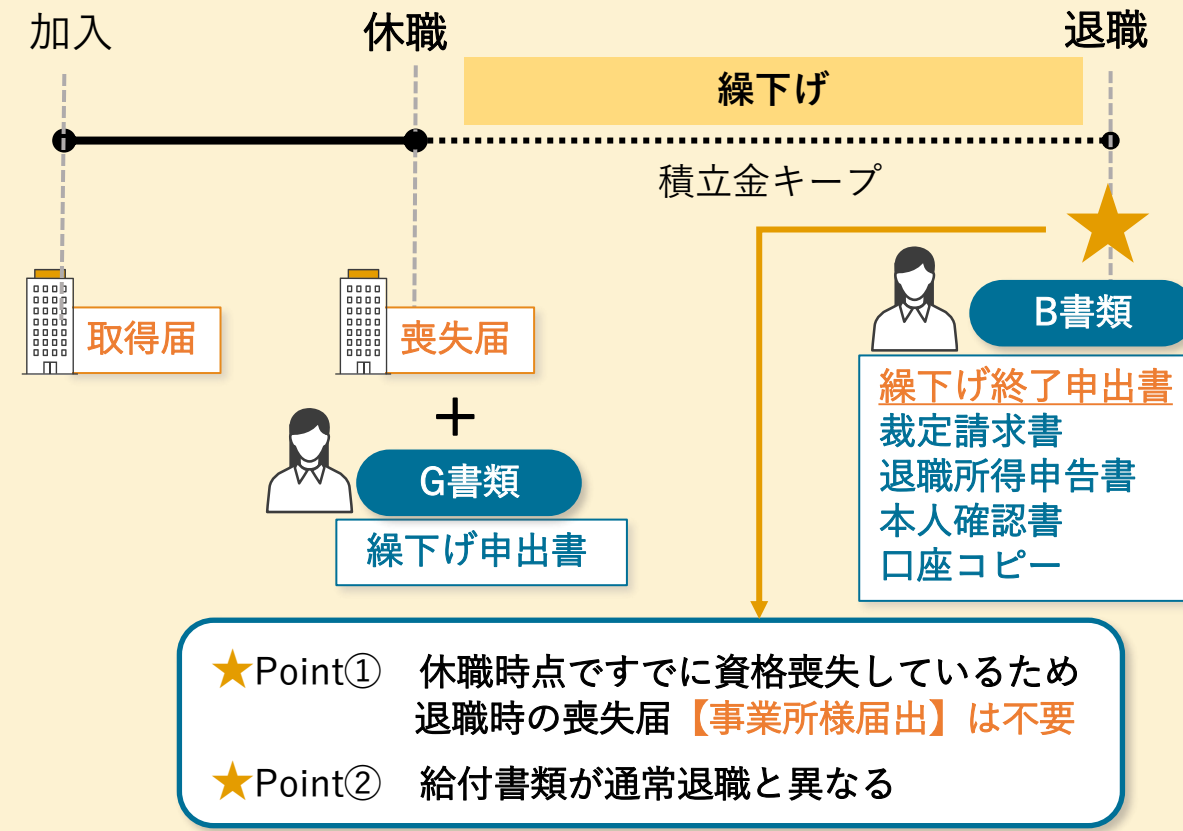 加入
休職
退職
繰下げ
積立金キープ
取得届
喪失届
+
G書類
繰下げ申出書
B書類
繰下げ終了申出書
裁定請求書
退職所得申告書
本人確認書
口座コピー
★Point① 休職時点ですでに資格喪失しているため
退職時の喪失届【事業所様届出】は不要
★Point② 給付書類が通常退職と異なる